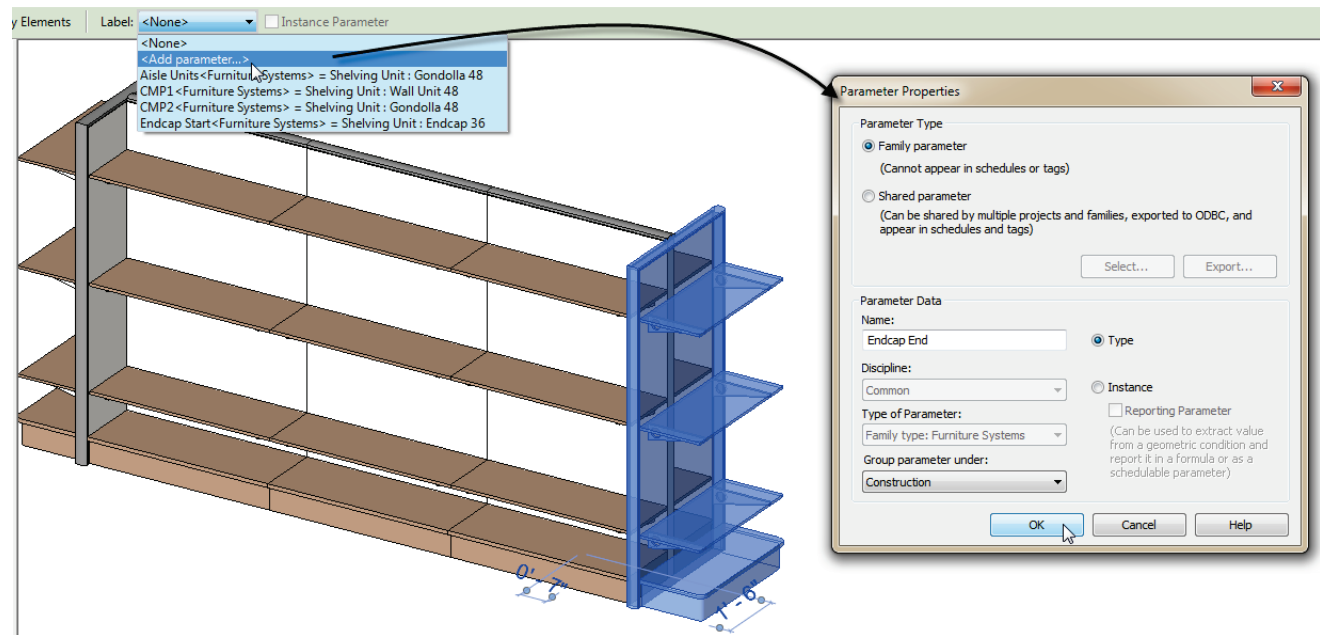 y Elements Label: <None> Instance Parameter
<None>
<Add parameter...>
Aisle Units<Furniture Systems> = Shelving Unit : Gondolla 48
CMP1<Furniture Systems> = Shelving Unit : Wall Unit 48
CMP2<Furniture Systems> = Shelving Unit : Gondolla 48
Endcap Start<Furniture Systems> = Shelving Unit : Endcap 36
Parameter Properties
Parameter Type
Family parameter
(Cannot appear in schedules or tags)
Shared parameter
(Can be shared by multiple projects and families, exported to ODBC, and
appear in schedules and tags)
Select... Export...
Parameter Data
Name:
Endcap End
Type
Discipline:
Common
Instance
Reporting Parameter
Type of Parameter:
(Can be used to extract value
from a geometric condition and
report it in a formula or as a
schedulable parameter)
Family type: Furniture Systems
Group parameter under:
Construction
OK Cancel Help
0' - 7"
1' - 6"